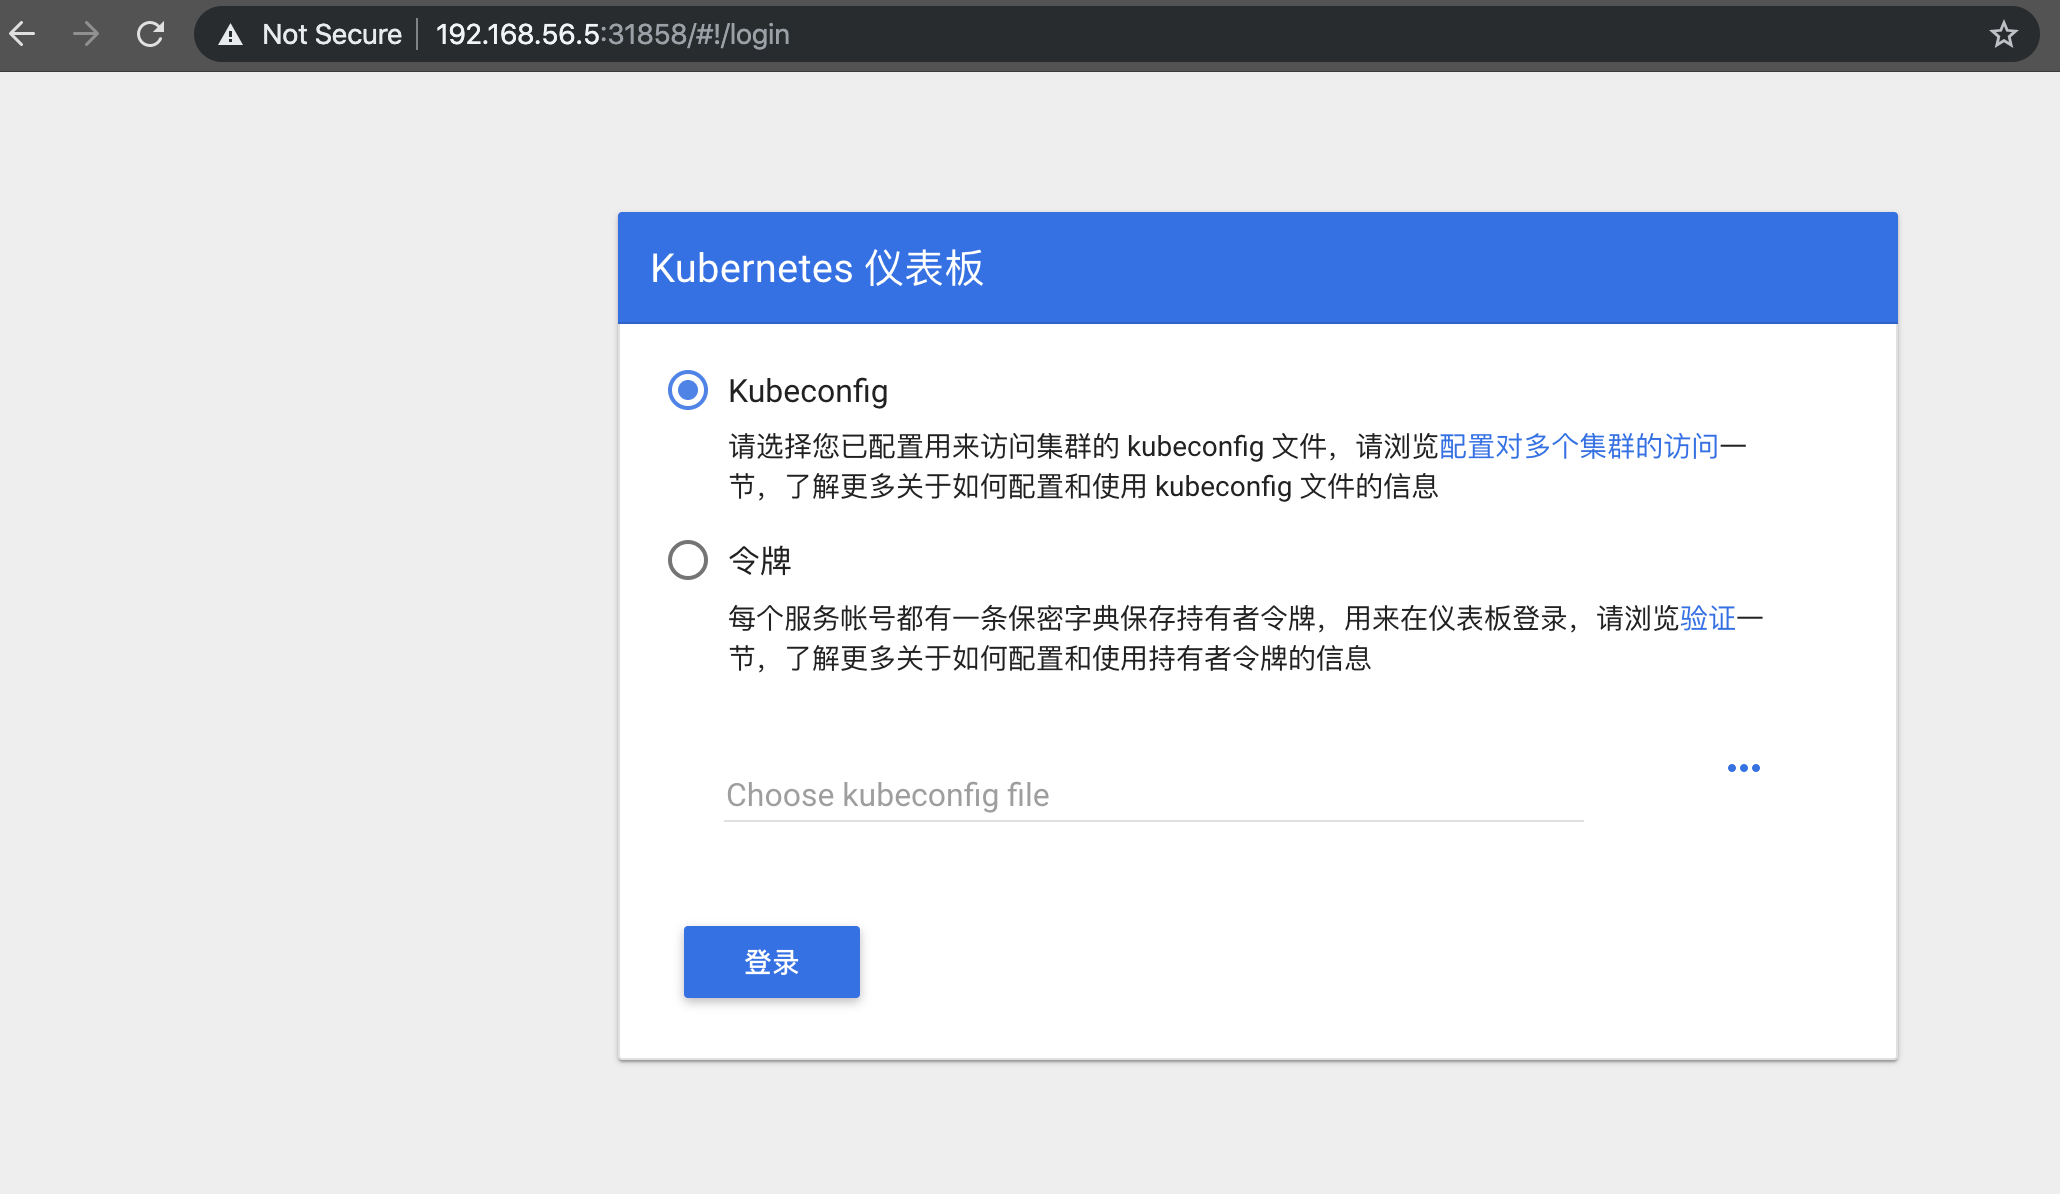 Not Secure | 192.168.56.5:31858/#!/login
Kubernetes 仪表板
Kubeconfig
请选择您已配置用来访问集群的 kubeconfig 文件，请浏览配置对多个集群的访问一
节，了解更多关于如何配置和使用 kubeconfig 文件的信息
令牌
每个服务帐号都有一条保密字典保存持有者令牌，用来在仪表板登录，请浏览验证一
节，了解更多关于如何配置和使用持有者令牌的信息
Choose kubeconfig file
登录